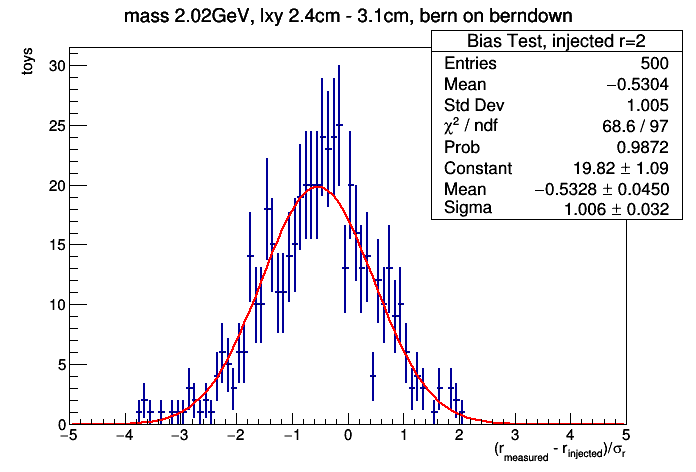 mass 2.02GeV, lxy 2.4cm - 3.1cm, bern on berndown
toys
Bias Test, injected r=2
Entries 500
Mean −0.5304
Std Dev 1.005
χ² / ndf 68.6 / 97
Prob 0.9872
Constant 19.82 ± 1.09
Mean −0.5328 ± 0.0450
Sigma 1.006 ± 0.032
30
25
20
15
10
5
0
−5 −4 −3 −2 −1 0 1 2 3 4 5
(r_measured - r_injected)/σ_r